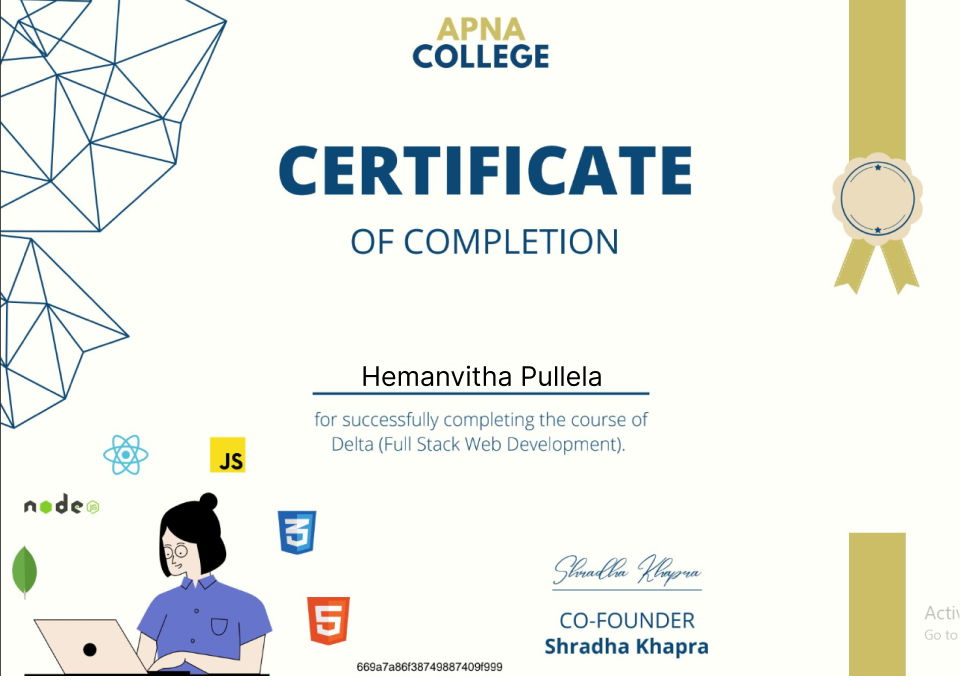 APNA
COLLEGE
CERTIFICATE
OF COMPLETION
Hemanvitha Pullela
for successfully completing the course of
Delta (Full Stack Web Development).
JS
node
JS
3
5
Shradha Khapra
CO-FOUNDER
Shradha Khapra
669a7a86f38749887409f999
Activ
Go to